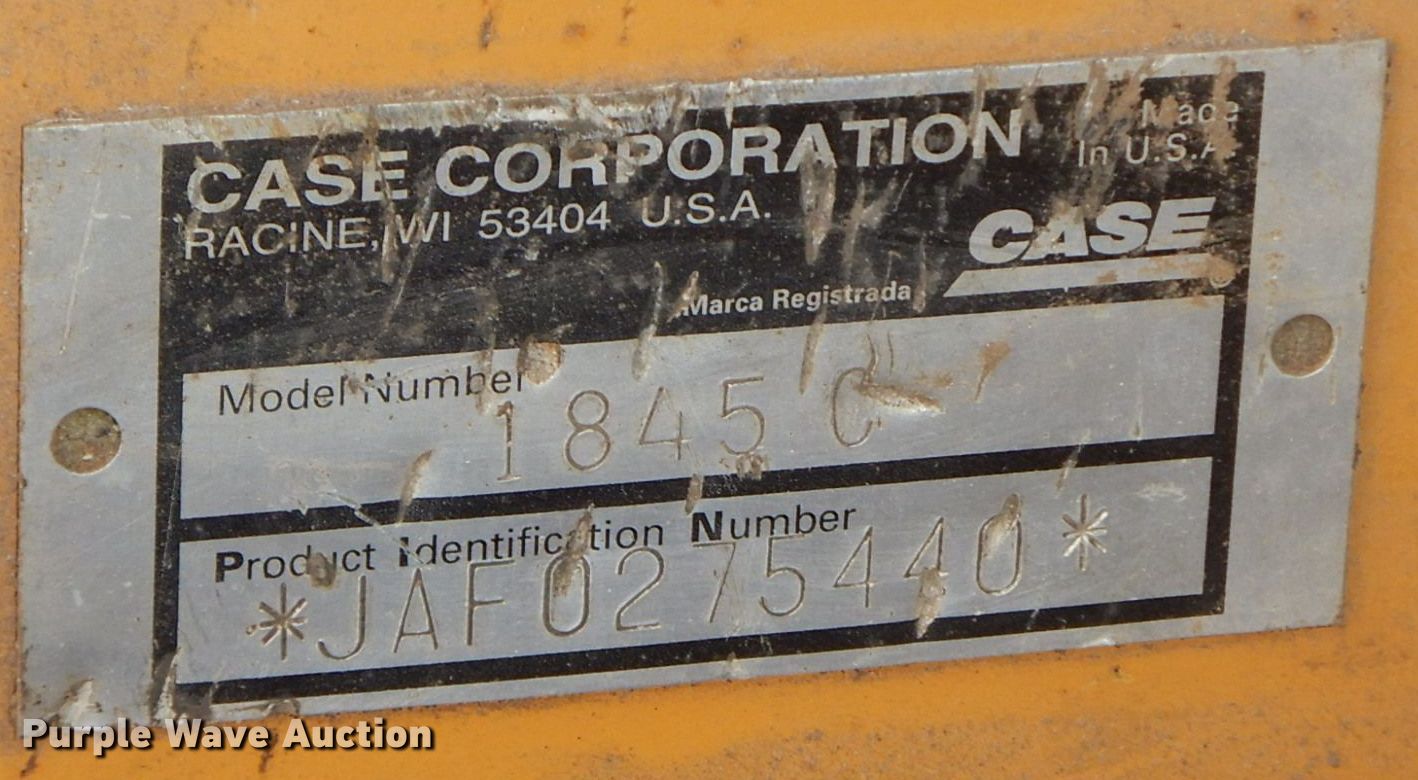 CASE CORPORATION
RACINE, WI 53404 U.S.A.
Made
In U.S.A.
CASE
Marca Registrada
®
Model Number
1845 C
Product Identification Number
*JAF0275440*
Purple Wave Auction